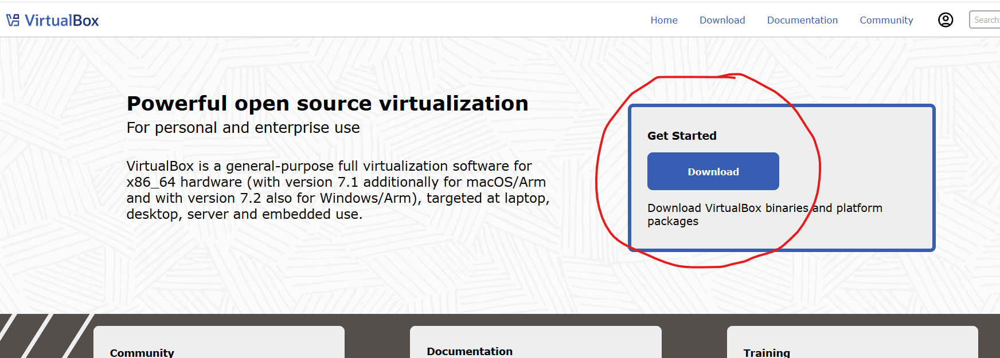 VirtualBox
Home Download Documentation Community Search
Powerful open source virtualization
For personal and enterprise use
VirtualBox is a general-purpose full virtualization software for
x86_64 hardware (with version 7.1 additionally for macOS/Arm
and with version 7.2 also for Windows/Arm), targeted at laptop,
desktop, server and embedded use.
Get Started
Download
Download VirtualBox binaries and platform
packages
Community
Documentation
Training